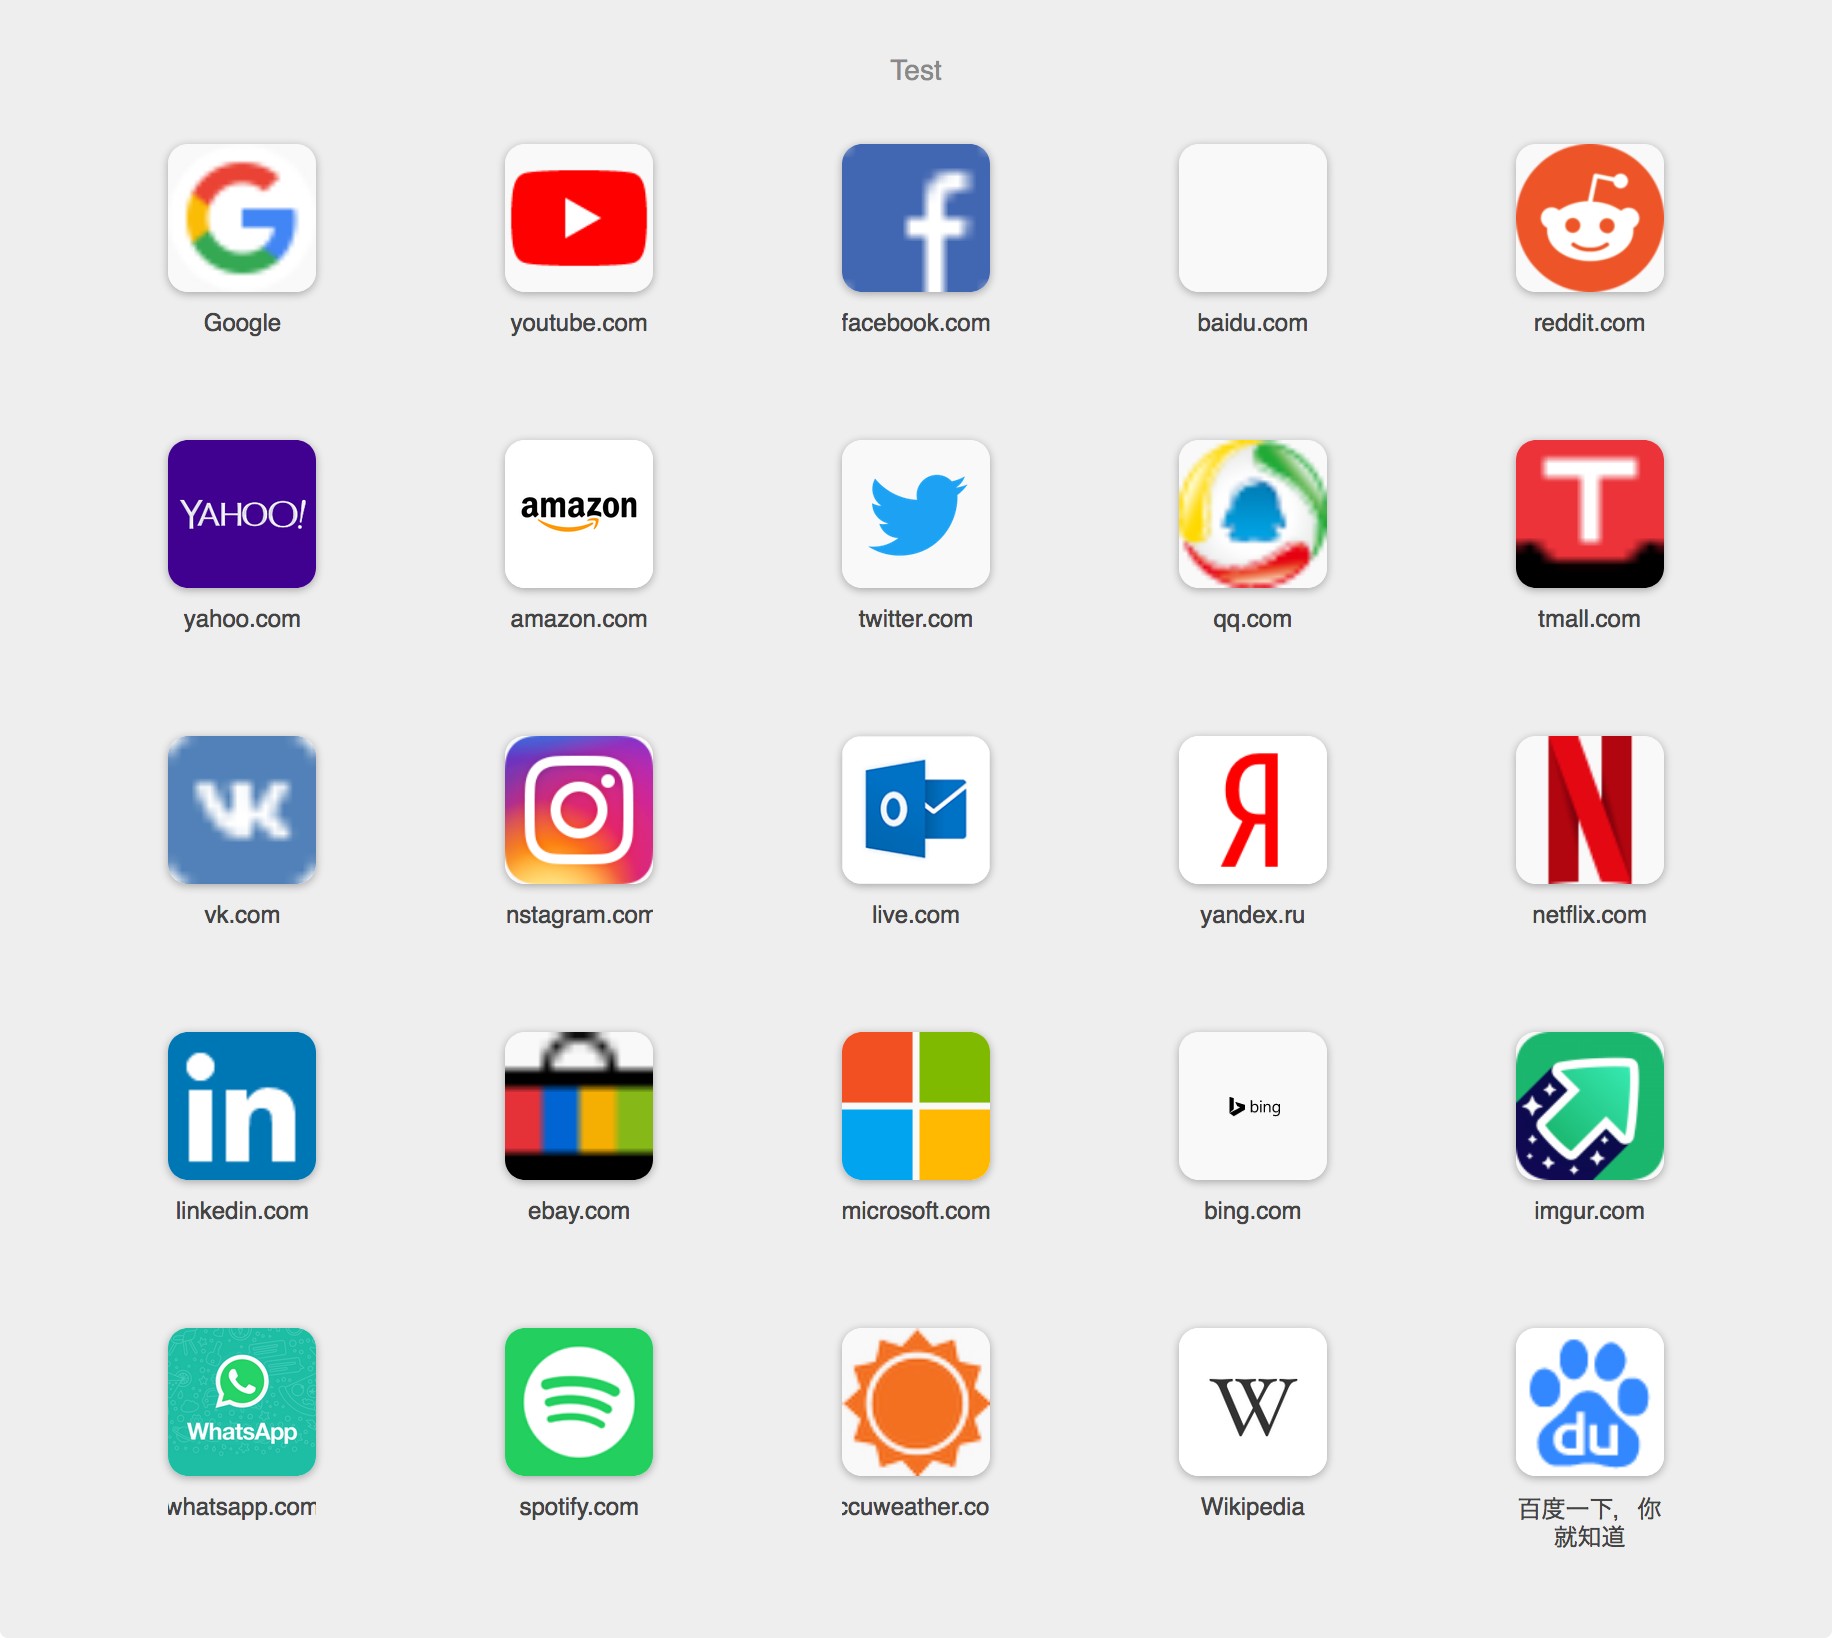 Test
Google
youtube.com
facebook.com
baidu.com
reddit.com
YAHOO!
amazon
yahoo.com
amazon.com
twitter.com
qq.com
T
tmall.com
VK
O
Я
N
vk.com
nstagram.com
live.com
yandex.ru
netflix.com
in
bing
linkedin.com
ebay.com
microsoft.com
bing.com
imgur.com
WhatsApp
W
du
whatsapp.com
spotify.com
ccuweather.co
Wikipedia
百度一下，你
就知道